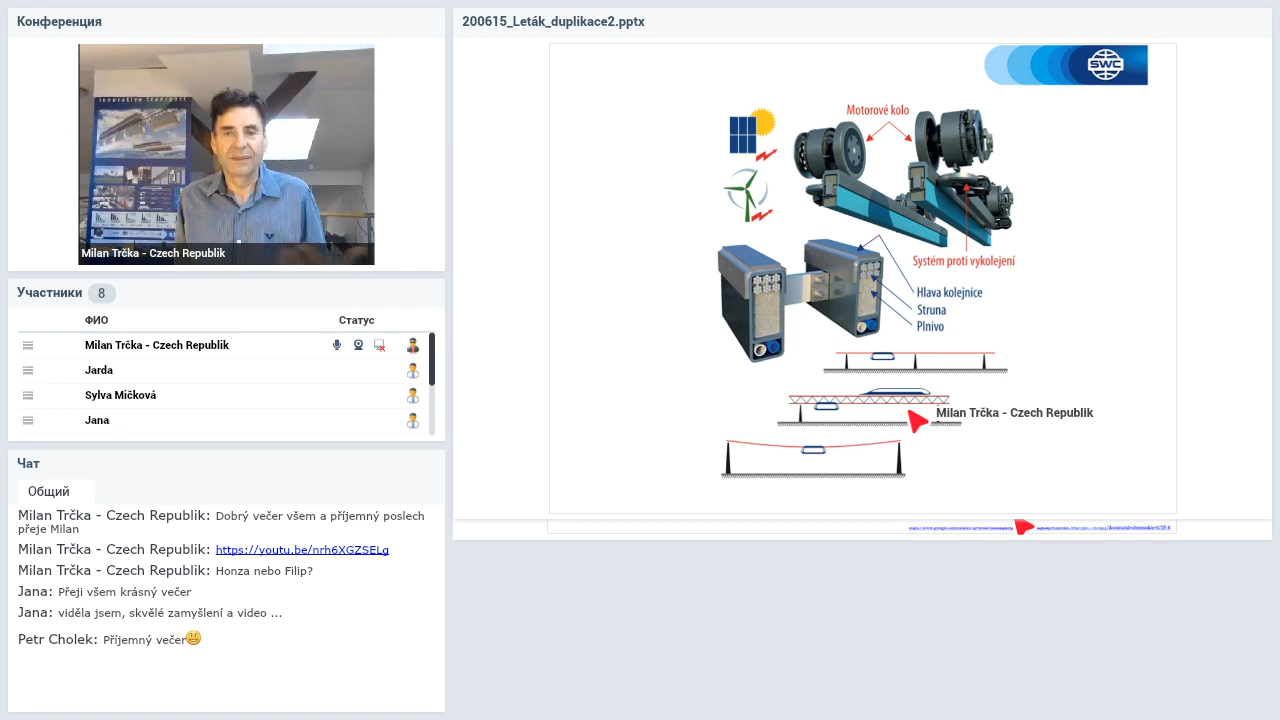 Конференция
innovative transport
Milan Trčka - Czech Republik
Участники 8
ФИО Статус
Milan Trčka - Czech Republik
Jarda
Sylva Mičková
Jana
Чат
Общий
Milan Trčka - Czech Republik: Dobrý večer všem a příjemný poslech
přeje Milan
Milan Trčka - Czech Republik: https://youtu.be/nrh6XGZSELg
Milan Trčka - Czech Republik: Honza nebo Filip?
Jana: Přeji všem krásný večer
Jana: viděla jsem, skvělé zamyšlení a video ...
Petr Cholek: Příjemný večer
200615_Leták_duplikace2.pptx
SWC
Motorové kolo
Systém proti vykolejení
Hlava kolejnice
Struna
Plnivo
Milan Trčka - Czech Republik